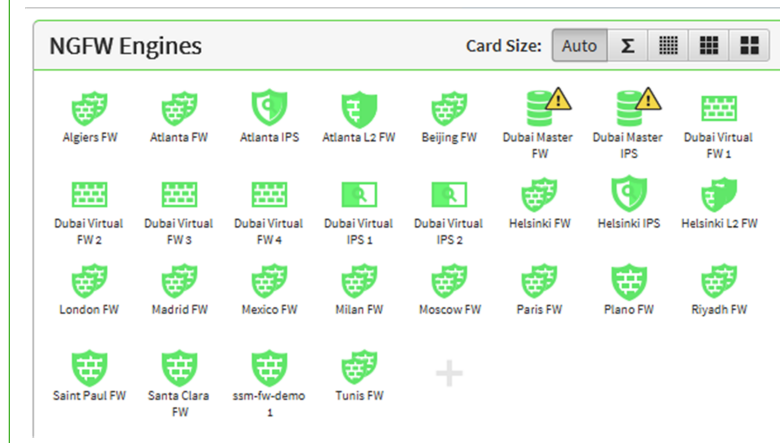 NGFW Engines
Card Size: Auto Σ
Algiers FW Atlanta FW Atlanta IPS Atlanta L2 FW Beijing FW Dubai Master FW Dubai Master IPS Dubai Virtual FW 1
Dubai Virtual FW 2 Dubai Virtual FW 3 Dubai Virtual FW 4 Dubai Virtual IPS 1 Dubai Virtual IPS 2 Helsinki FW Helsinki IPS Helsinki L2 FW
London FW Madrid FW Mexico FW Milan FW Moscow FW Paris FW Plano FW Riyadh FW
Saint Paul FW Santa Clara FW ssm-fw-demo 1 Tunis FW